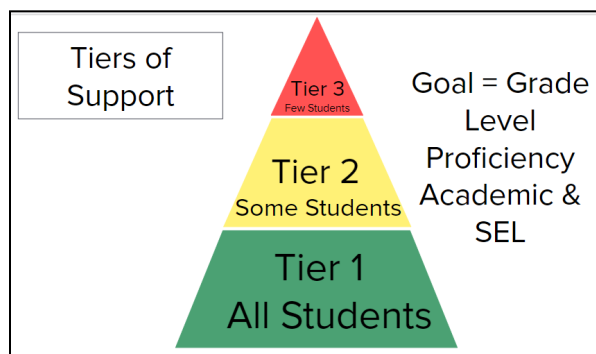 Tiers of
Support
Tier 3
Few Students
Tier 2
Some Students
Tier 1
All Students
Goal = Grade
Level
Proficiency
Academic &
SEL